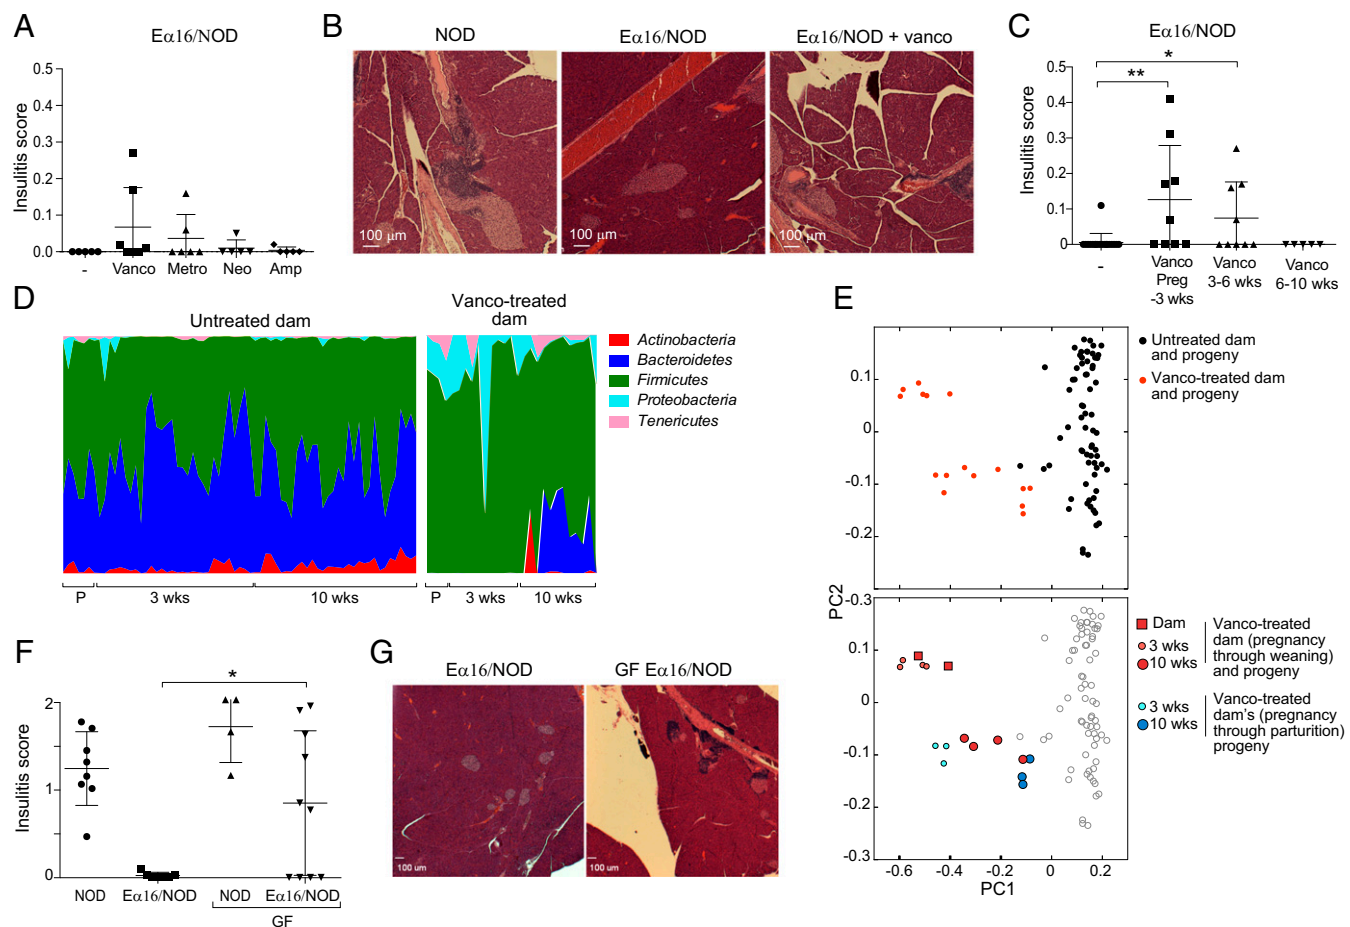 A
Eα16/NOD
Insulitis score
0.5
0.4
0.3
0.2
0.1
0.0
-
Vanco
Metro
Neo
Amp
B
NOD
Eα16/NOD
Eα16/NOD + vanco
100 μm
100 μm
100 μm
C
Eα16/NOD
Insulitis score
0.5
0.4
0.3
0.2
0.1
0
*
**
-
Vanco
Preg
-3 wks
Vanco
3-6 wks
Vanco
6-10 wks
D
Untreated dam
Vanco-treated
dam
Actinobacteria
Bacteroidetes
Firmicutes
Proteobacteria
Tenericutes
P
3 wks
10 wks
P
3 wks
10 wks
E
0.1
0
-0.1
-0.2
Untreated dam
and progeny
Vanco-treated dam
and progeny
PC2
-0.3
0.1
0
-0.1
-0.2
-0.3
-0.6
-0.4
-0.2
0
0.2
PC1
Dam
3 wks
10 wks
Vanco-treated
dam (pregnancy
through weaning)
and progeny
3 wks
10 wks
Vanco-treated
dam's (pregnancy
through parturition)
progeny
F
Insulitis score
2
1
0
*
NOD
Eα16/NOD
NOD
Eα16/NOD
GF
G
Eα16/NOD
GF Eα16/NOD
100 um
100 um